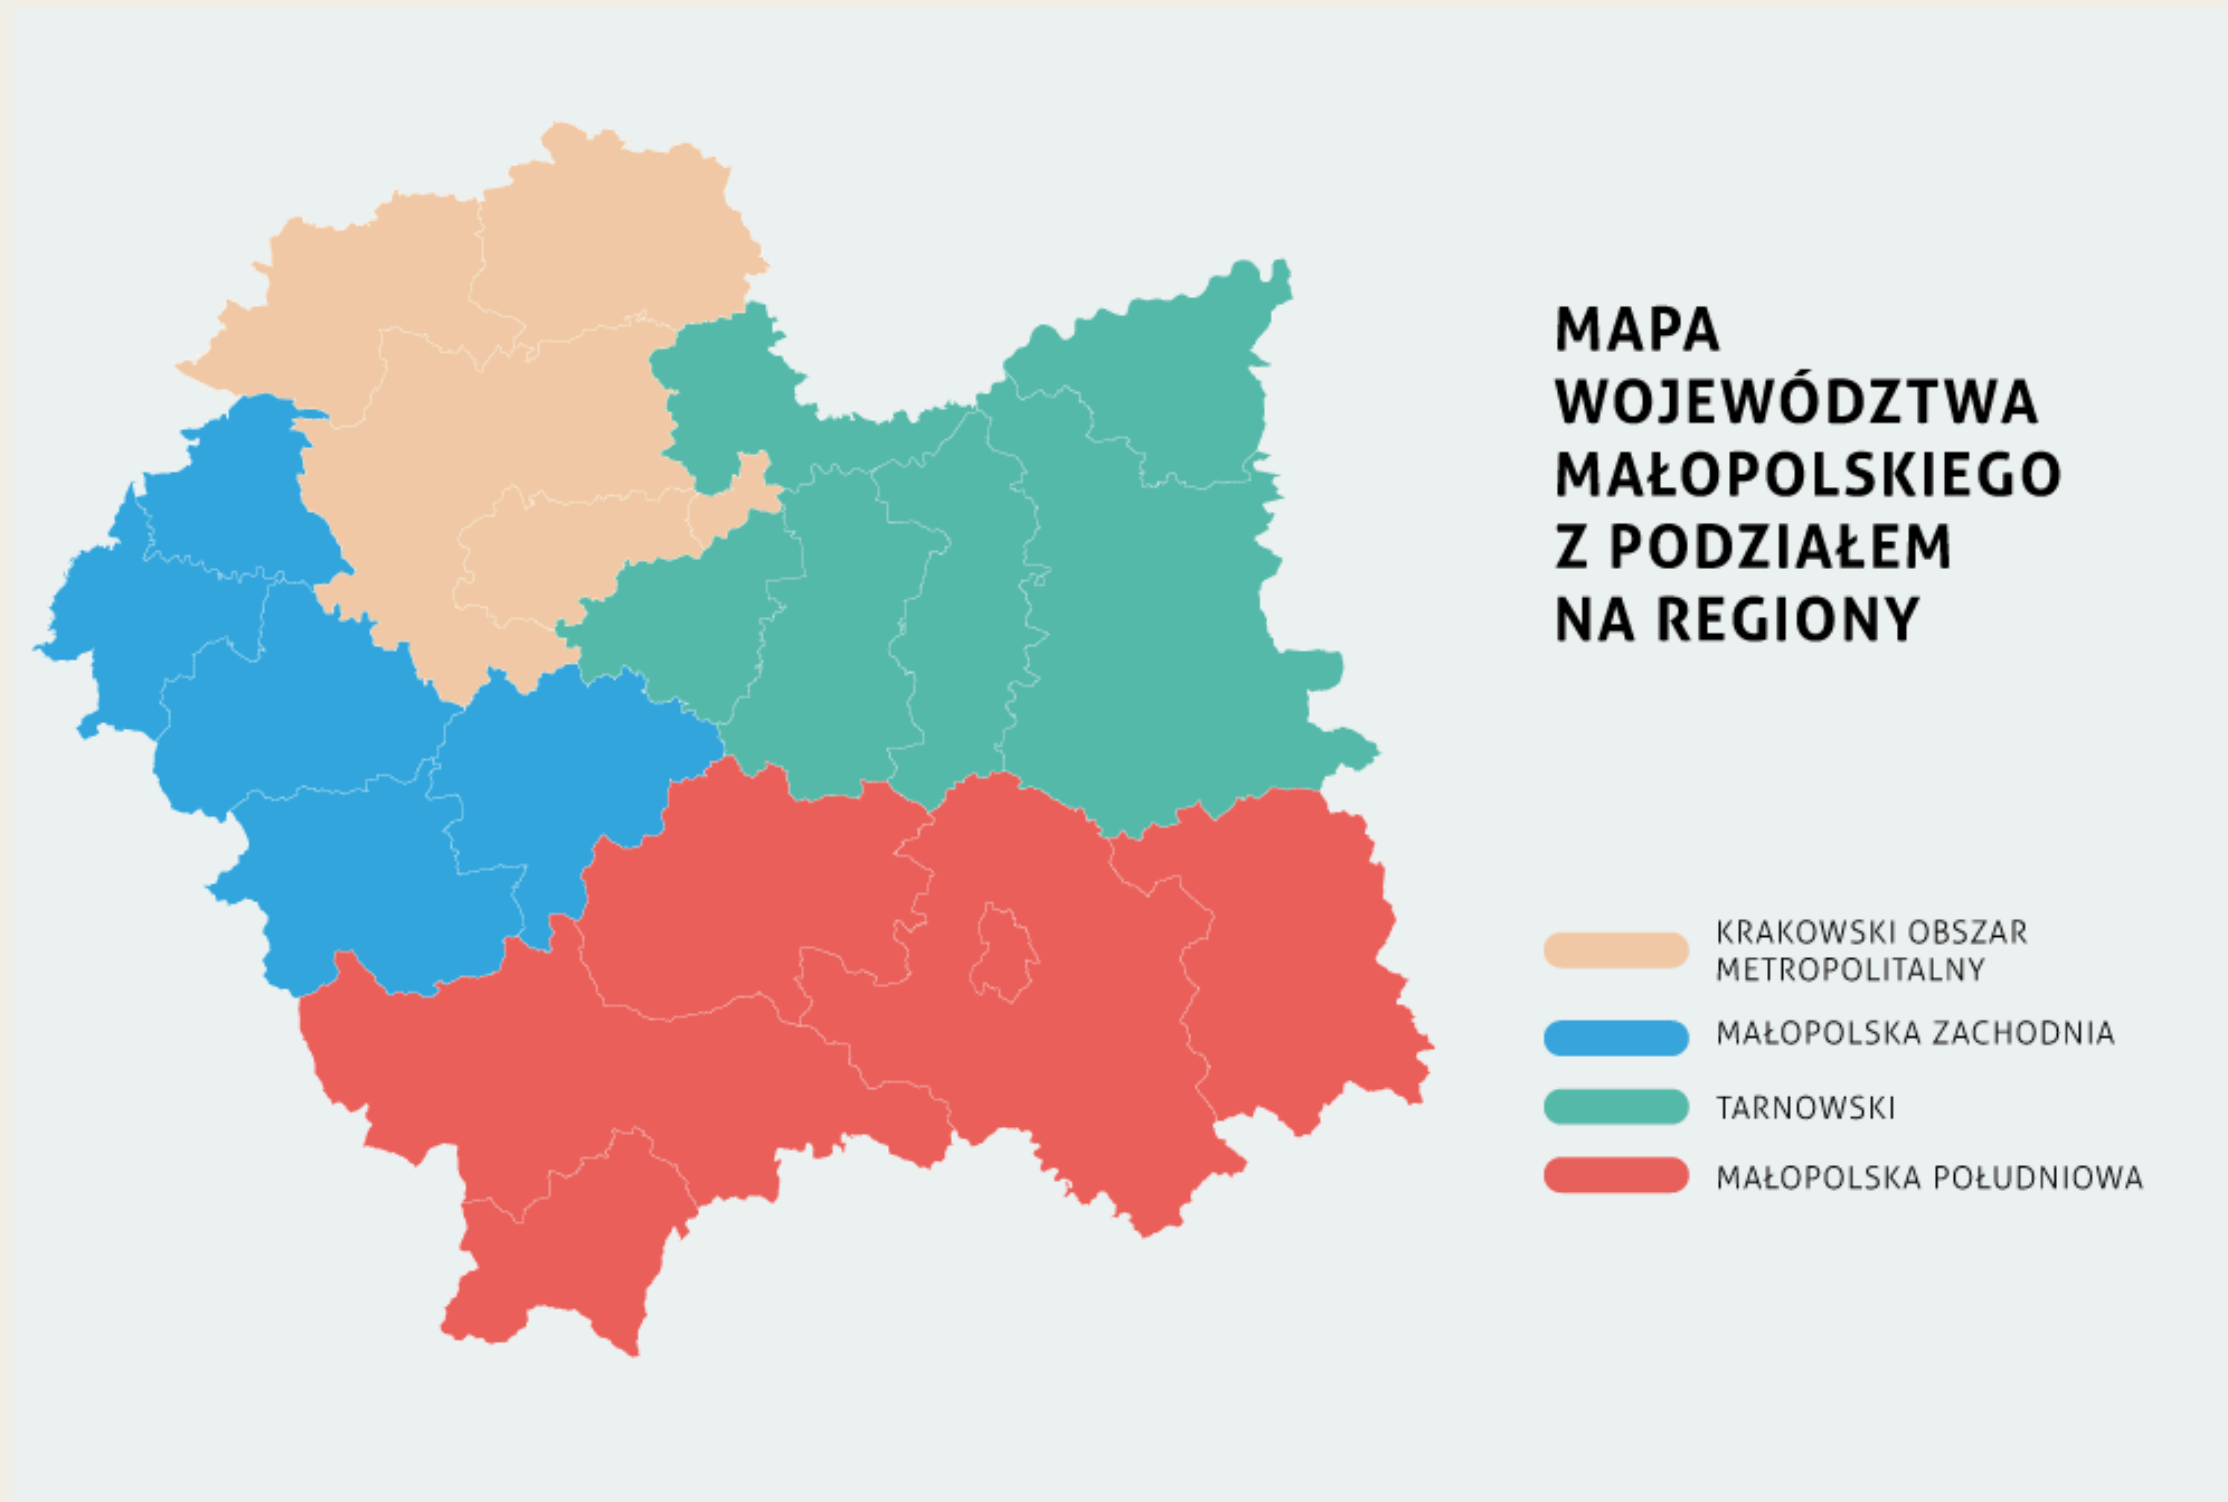 MAPA
WOJEWÓDZTWA
MAŁOPOLSKIEGO
Z PODZIAŁEM
NA REGIONY
KRAKOWSKI OBSZAR
METROPOLITALNY
MAŁOPOLSKA ZACHODNIA
TARNOWSKI
MAŁOPOLSKA POŁUDNIOWA